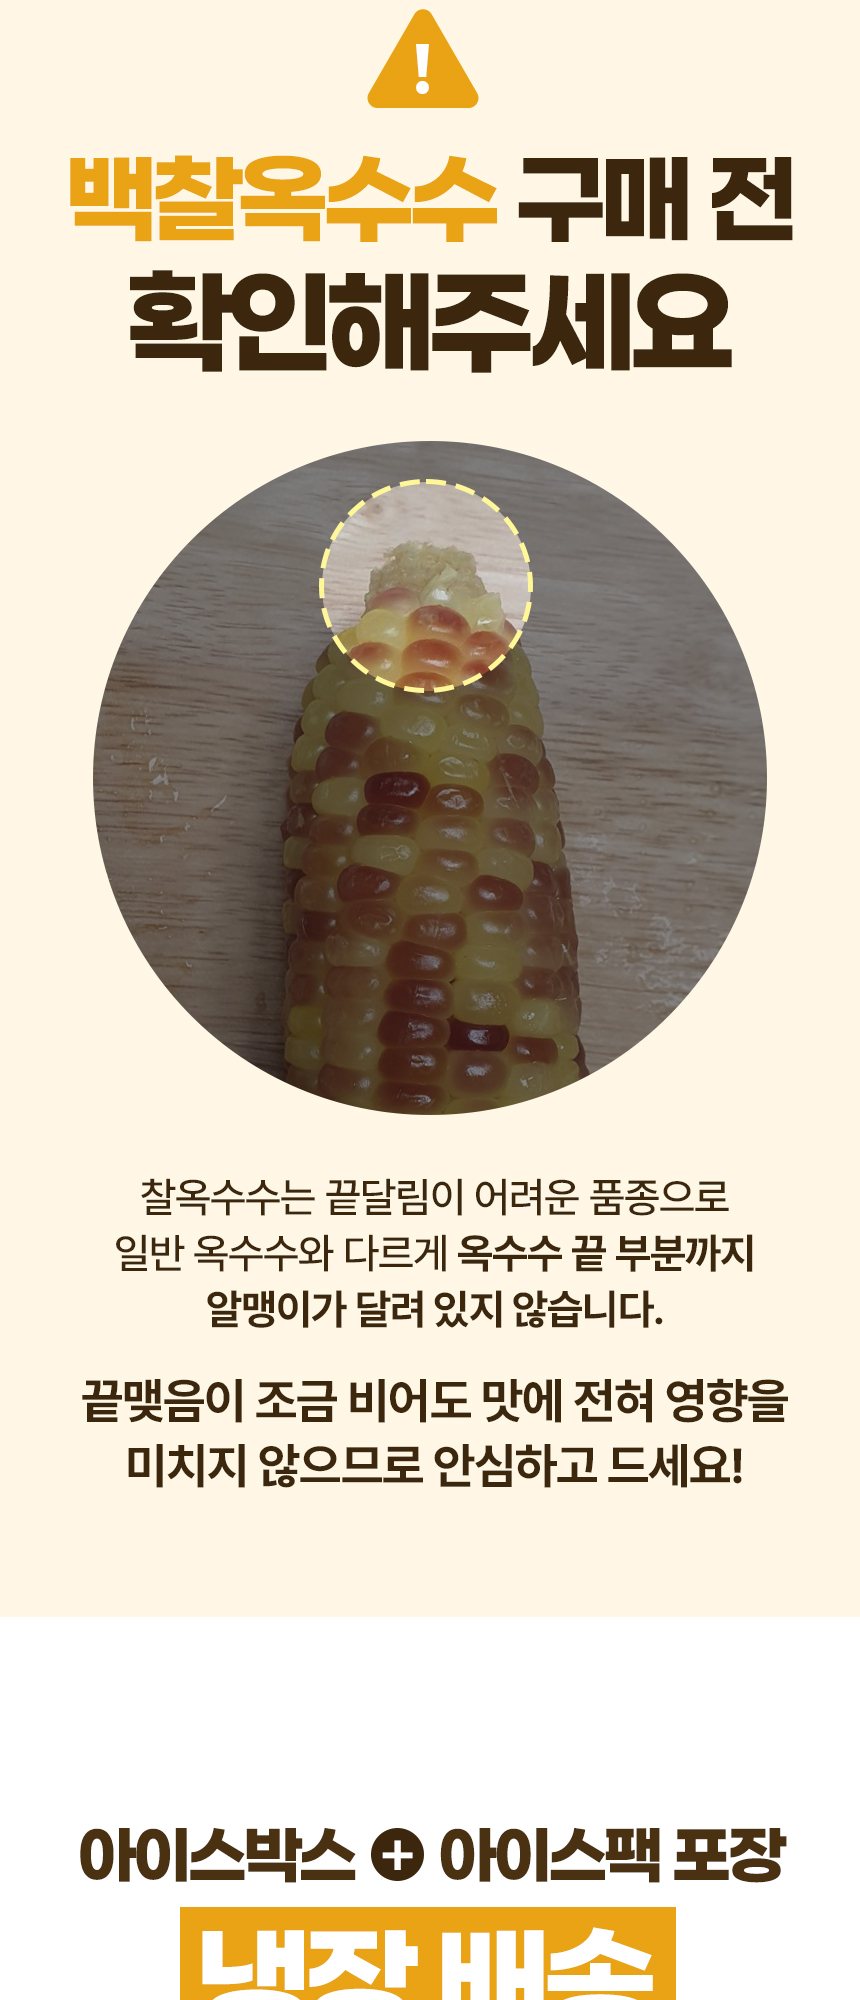 백찰옥수수 구매 전
확인해주세요
찰옥수수는 끝달림이 어려운 품종으로
일반 옥수수와 다르게 옥수수 끝 부분까지
알맹이가 달려 있지 않습니다.
끝맺음이 조금 비어도 맛에 전혀 영향을
미치지 않으므로 안심하고 드세요!
아이스박스 + 아이스팩 포장
냉장 배송